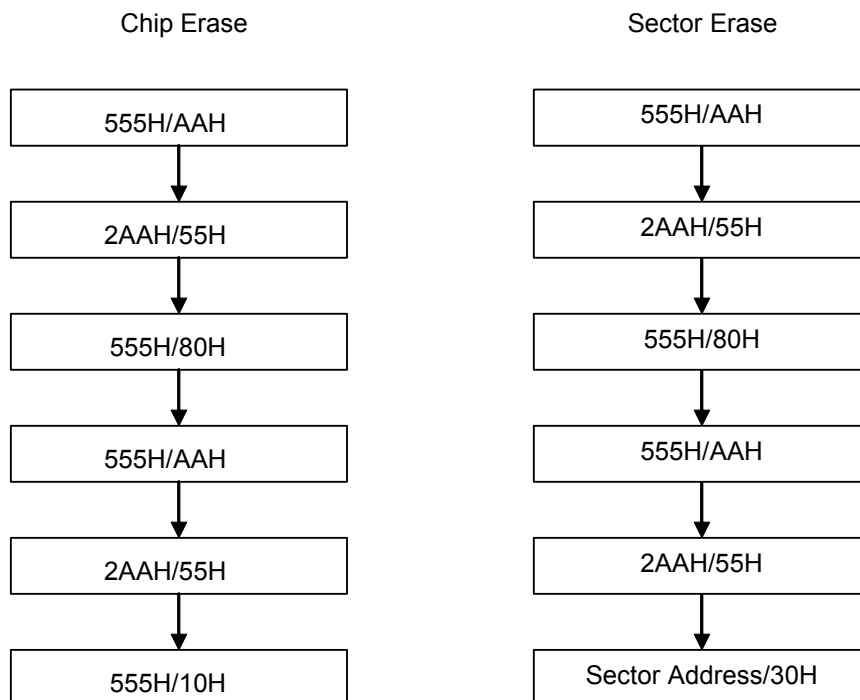 Chip Erase
555H/AAH
2AAH/55H
555H/80H
555H/AAH
2AAH/55H
555H/10H
Sector Erase
555H/AAH
2AAH/55H
555H/80H
555H/AAH
2AAH/55H
Sector Address/30H